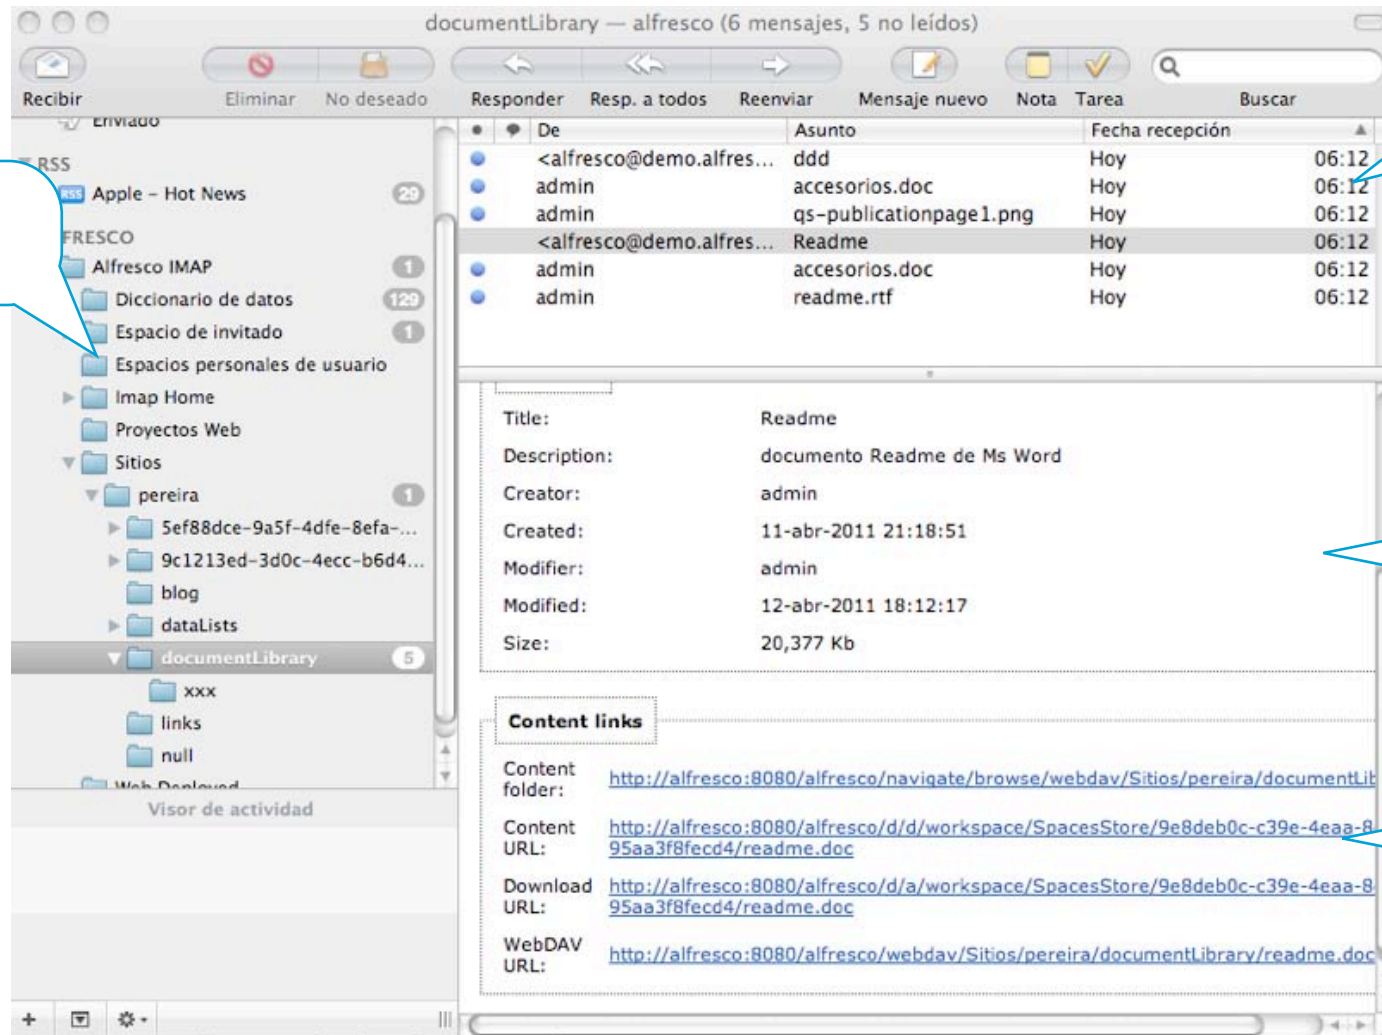 documentLibrary — alfresco (6 mensajes, 5 no leídos)
Recibir
Eliminar
No deseado
Responder
Resp. a todos
Reenviar
Mensaje nuevo
Nota
Tarea
Buscar
Enviado
RSS
RSS Apple – Hot News 29
FRESCO
Alfresco IMAP 1
Diccionario de datos 129
Espacio de invitado 1
Espacios personales de usuario
Imap Home
Proyectos Web
Sitios
pereira 1
5ef88dce-9a5f-4dfe-8efa-...
9c1213ed-3d0c-4ecc-b6d4...
blog
dataLists
documentLibrary 5
xxx
links
null
Web Deployed
Visor de actividad
De Asunto Fecha recepción
<alfresco@demo.alfres... ddd Hoy 06:12
admin accesorios.doc Hoy 06:12
admin qs-publicationpage1.png Hoy 06:12
<alfresco@demo.alfres... Readme Hoy 06:12
admin accesorios.doc Hoy 06:12
admin readme.rtf Hoy 06:12
Title: Readme
Description: documento Readme de Ms Word
Creator: admin
Created: 11-abr-2011 21:18:51
Modifier: admin
Modified: 12-abr-2011 18:12:17
Size: 20,377 Kb
Content links
Content folder: http://alfresco:8080/alfresco/navigate/browse/webdav/Sitios/pereira/documentLib
Content URL: http://alfresco:8080/alfresco/d/d/workspace/SpacesStore/9e8deb0c-c39e-4eaa-8
95aa3f8fecd4/readme.doc
Download URL: http://alfresco:8080/alfresco/d/a/workspace/SpacesStore/9e8deb0c-c39e-4eaa-8
95aa3f8fecd4/readme.doc
WebDAV URL: http://alfresco:8080/alfresco/webdav/Sitios/pereira/documentLibrary/readme.doc